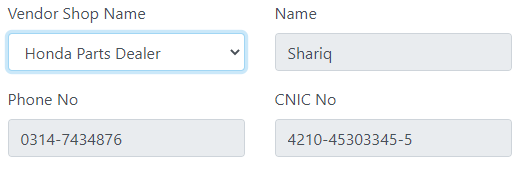 Vendor Shop Name
Name
Honda Parts Dealer
Shariq
Phone No
CNIC No
0314-7434876
4210-45303345-5